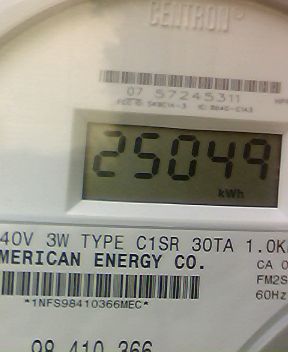 CENTRON®
07 57245311
25049
kWh
40V 3W TYPE C1SR 30TA 1.0K
MERICAN ENERGY CO.
CA 0
FM2S
60Hz
*1NFS98410366MEC*
98 410 366